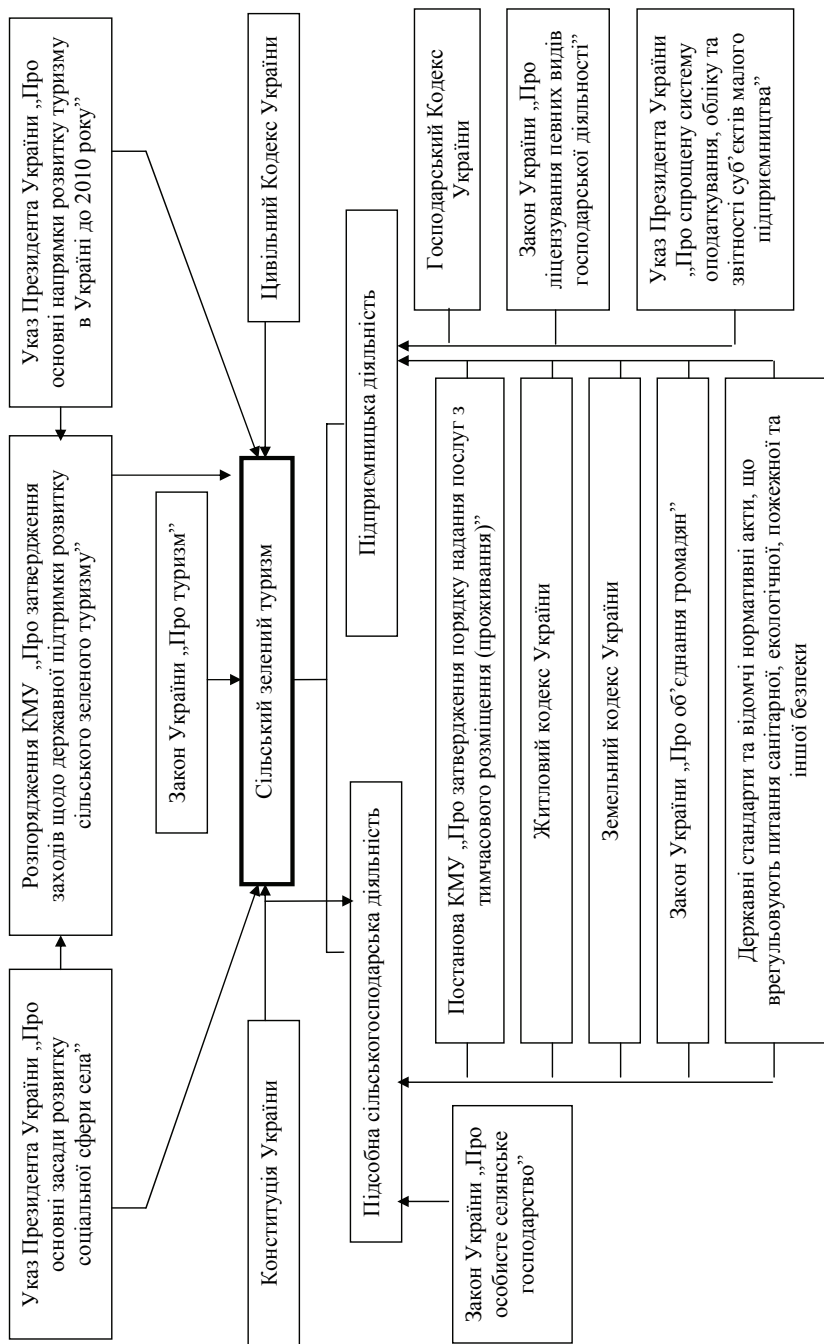 Указ Президента України „Про
основні засади розвитку
соціальної сфери села”
Розпорядження КМУ „Про затвердження
заходів щодо державної підтримки розвитку
сільського зеленого туризму”
Указ Президента України „Про
основні напрямки розвитку туризму
в Україні до 2010 року”
Закон України „Про туризм”
Конституція України
Сільський зелений туризм
Цивільний Кодекс України
Підсобна сільськогосподарська діяльність
Підприємницька діяльність
Закон України „Про
особисте селянське
господарство”
Постанова КМУ „Про затвердження порядку надання послуг з
тимчасового розміщення (проживання)”
Житловий кодекс України
Земельний кодекс України
Закон України „Про об’єднання громадян”
Державні стандарти та відомчі нормативні акти, що
врегульовують питання санітарної, екологічної, пожежної та
іншої безпеки
Господарський Кодекс
України
Закон України „Про
ліцензування певних видів
господарської діяльності”
Указ Президента України
„Про спрощену систему
оподаткування, обліку та
звітності суб’єктів малого
підприємництва”